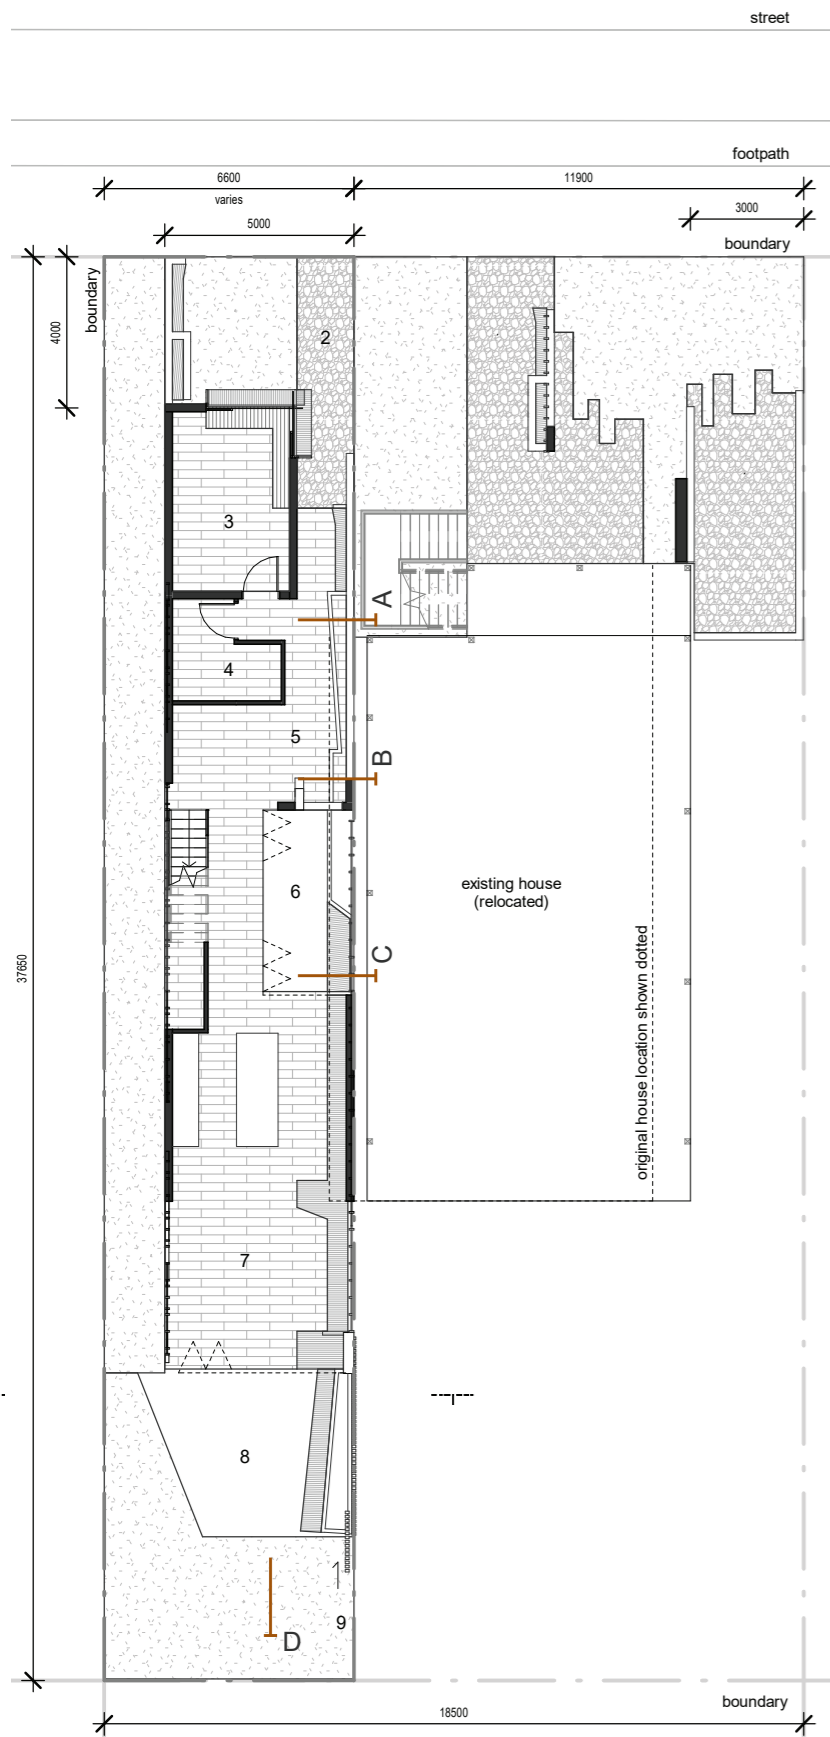 street
footpath
6600
varies
11900
5000
3000
boundary
boundary
4000
2
3
A
4
5
B
6
existing house
(relocated)
C
original house location shown dotted
37650
7
8
1
9
D
boundary
18500